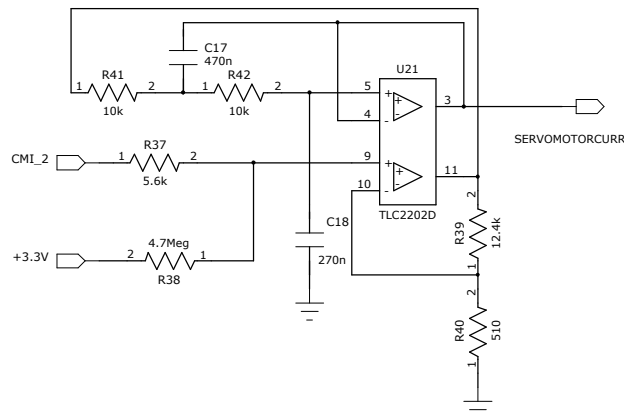 C17
470n
R41
1
2
10k
R42
1
2
10k
U21
5
+
+
3
4
-
-
SERVOMOTORCURR
CMI_2
R37
1
2
5.6k
9
+
+
11
10
-
-
TLC2202D
2
R39
12.4k
1
C18
270n
+3.3V
4.7Meg
2
1
R38
2
R40
510
1